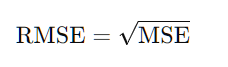 RMSE = √MSE